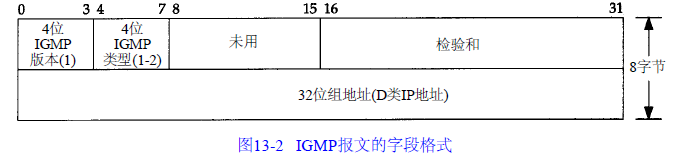 0 3 4 7 8 15 16 31
4位
IGMP
版本(1)
4位
IGMP
类型(1-2)
未用
检验和
8字节
32位组地址(D类IP地址)
图13-2 IGMP报文的字段格式